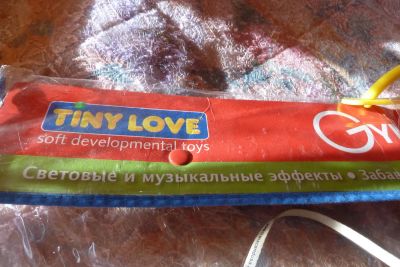 TINY LOVE
soft developmental toys
Gy
Световые и музыкальные эффекты • Забав